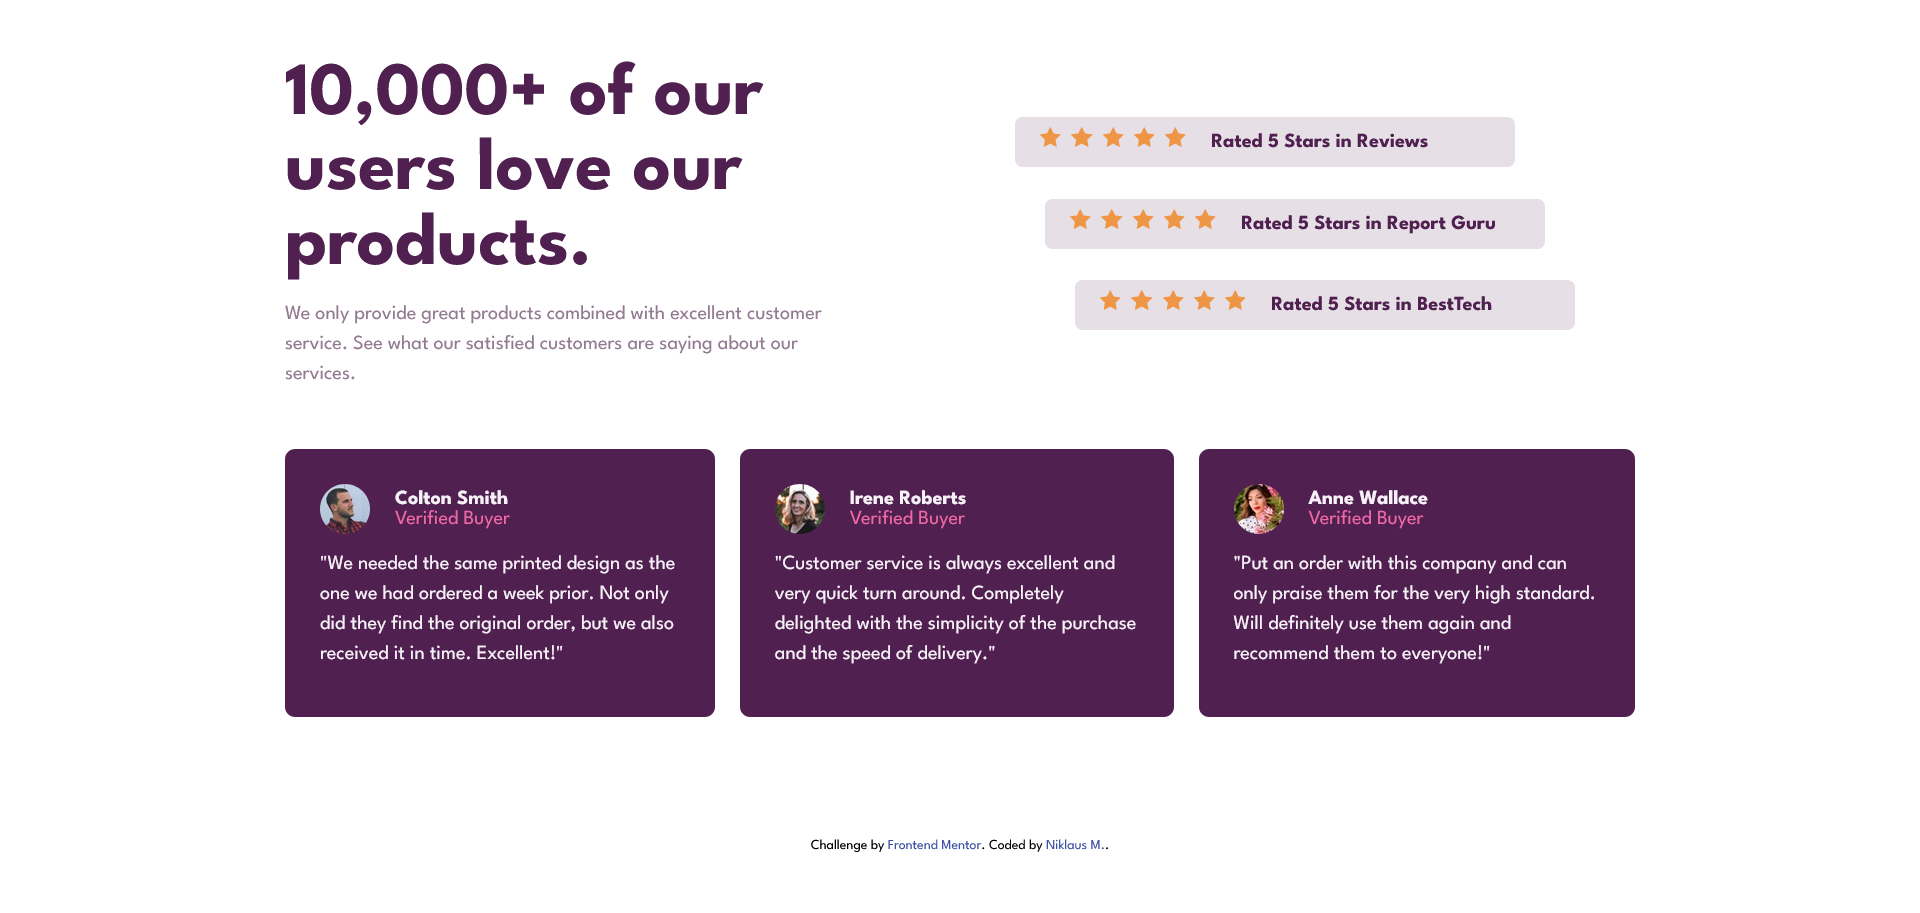 10,000+ of our
users love our
products.
We only provide great products combined with excellent customer
service. See what our satisfied customers are saying about our
services.
Rated 5 Stars in Reviews
Rated 5 Stars in Report Guru
Rated 5 Stars in BestTech
Colton Smith
Verified Buyer
"We needed the same printed design as the
one we had ordered a week prior. Not only
did they find the original order, but we also
received it in time. Excellent!"
Irene Roberts
Verified Buyer
"Customer service is always excellent and
very quick turn around. Completely
delighted with the simplicity of the purchase
and the speed of delivery."
Anne Wallace
Verified Buyer
"Put an order with this company and can
only praise them for the very high standard.
Will definitely use them again and
recommend them to everyone!"
Challenge by Frontend Mentor. Coded by Niklaus M..